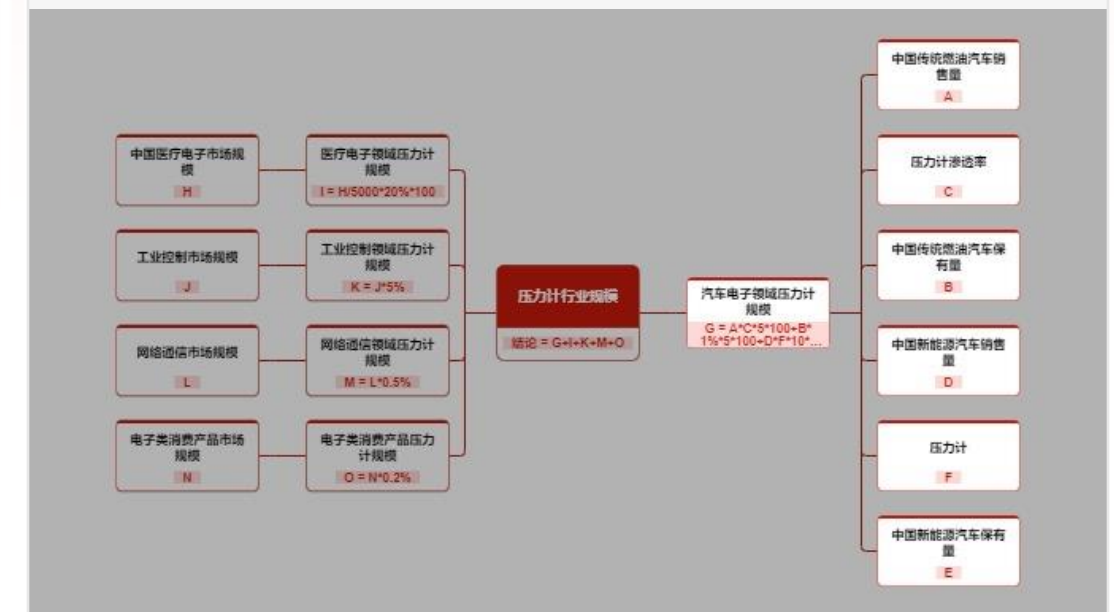 中国医疗电子市场规
模
H
医疗电子领域压力计
规模
I = H/5000*20%*100
工业控制市场规模
J
工业控制领域压力计
规模
K = J*5%
网络通信市场规模
L
网络通信领域压力计
规模
M = L*0.5%
电子类消费产品市场
规模
N
电子类消费产品压力
计规模
O = N*0.2%
压力计行业规模
结论 = G+I+K+M+O
汽车电子领域压力计
规模
G = A*C*5*100+B*
1%*5*100+D*F*10*...
中国传统燃油汽车销
售量
A
压力计渗透率
C
中国传统燃油汽车保
有量
B
中国新能源汽车销售
量
D
压力计
F
中国新能源汽车保有
量
E